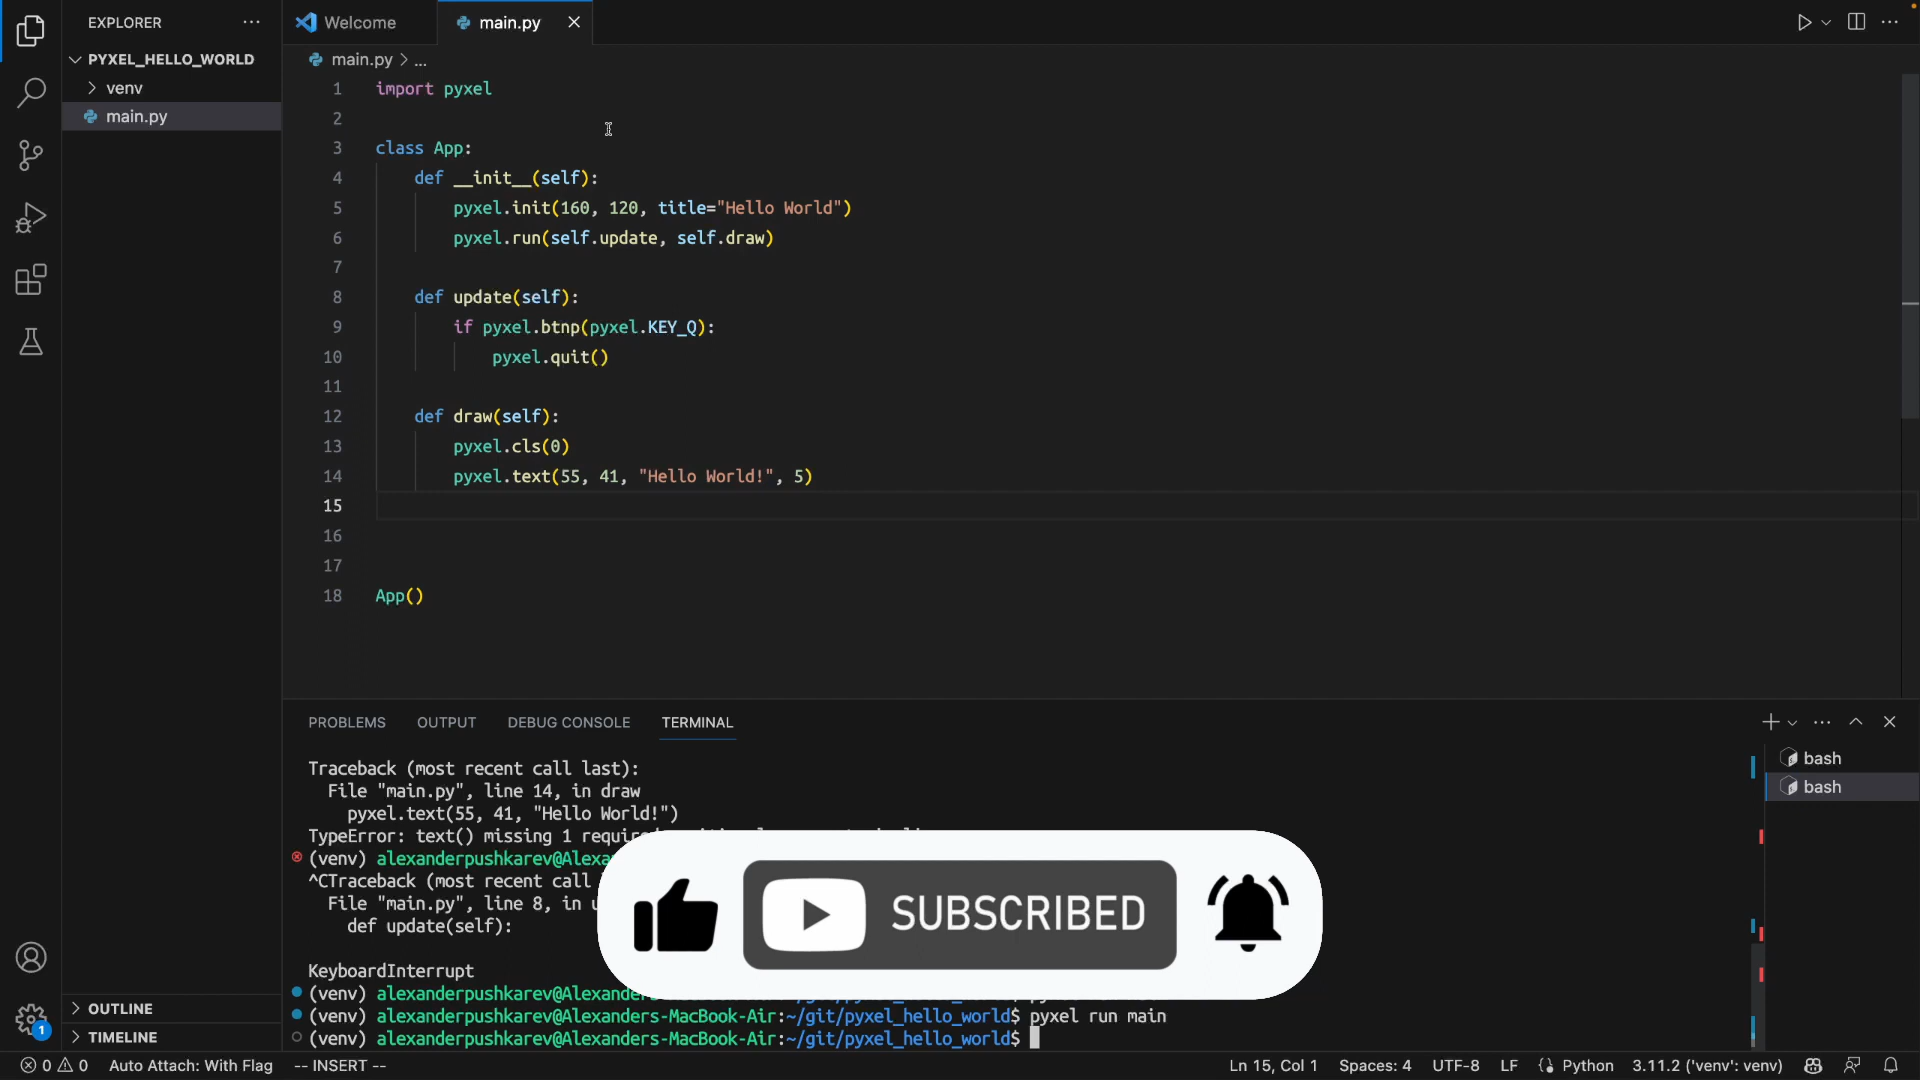 EXPLORER
PYXEL_HELLO_WORLD
venv
main.py
OUTLINE
TIMELINE
Welcome
main.py
main.py > ...
1 import pyxel
2
3 class App:
4 def __init__(self):
5 pyxel.init(160, 120, title="Hello World")
6 pyxel.run(self.update, self.draw)
7
8 def update(self):
9 if pyxel.btnp(pyxel.KEY_Q):
10 pyxel.quit()
11
12 def draw(self):
13 pyxel.cls(0)
14 pyxel.text(55, 41, "Hello World!", 5)
15
16
17
18 App()
PROBLEMS OUTPUT DEBUG CONSOLE TERMINAL
Traceback (most recent call last):
File "main.py", line 14, in draw
pyxel.text(55, 41, "Hello World!")
TypeError: text() missing 1
(venv) alexanderpushkarev@
^CTraceback (most recent call
File "main.py", line 8, in
def update(self):
KeyboardInterrupt
(venv)
(venv) alexanderpushkarev@Alexanders-MacBook-Air:~/git/pyxel_hello_world$ pyxel run main
(venv) alexanderpushkarev@Alexanders-MacBook-Air:~/git/pyxel_hello_world$
bash
bash
SUBSCRIBED
1
0 0 Auto Attach: With Flag -- INSERT -- Ln 15, Col 1 Spaces: 4 UTF-8 LF Python 3.11.2 ('venv': venv)